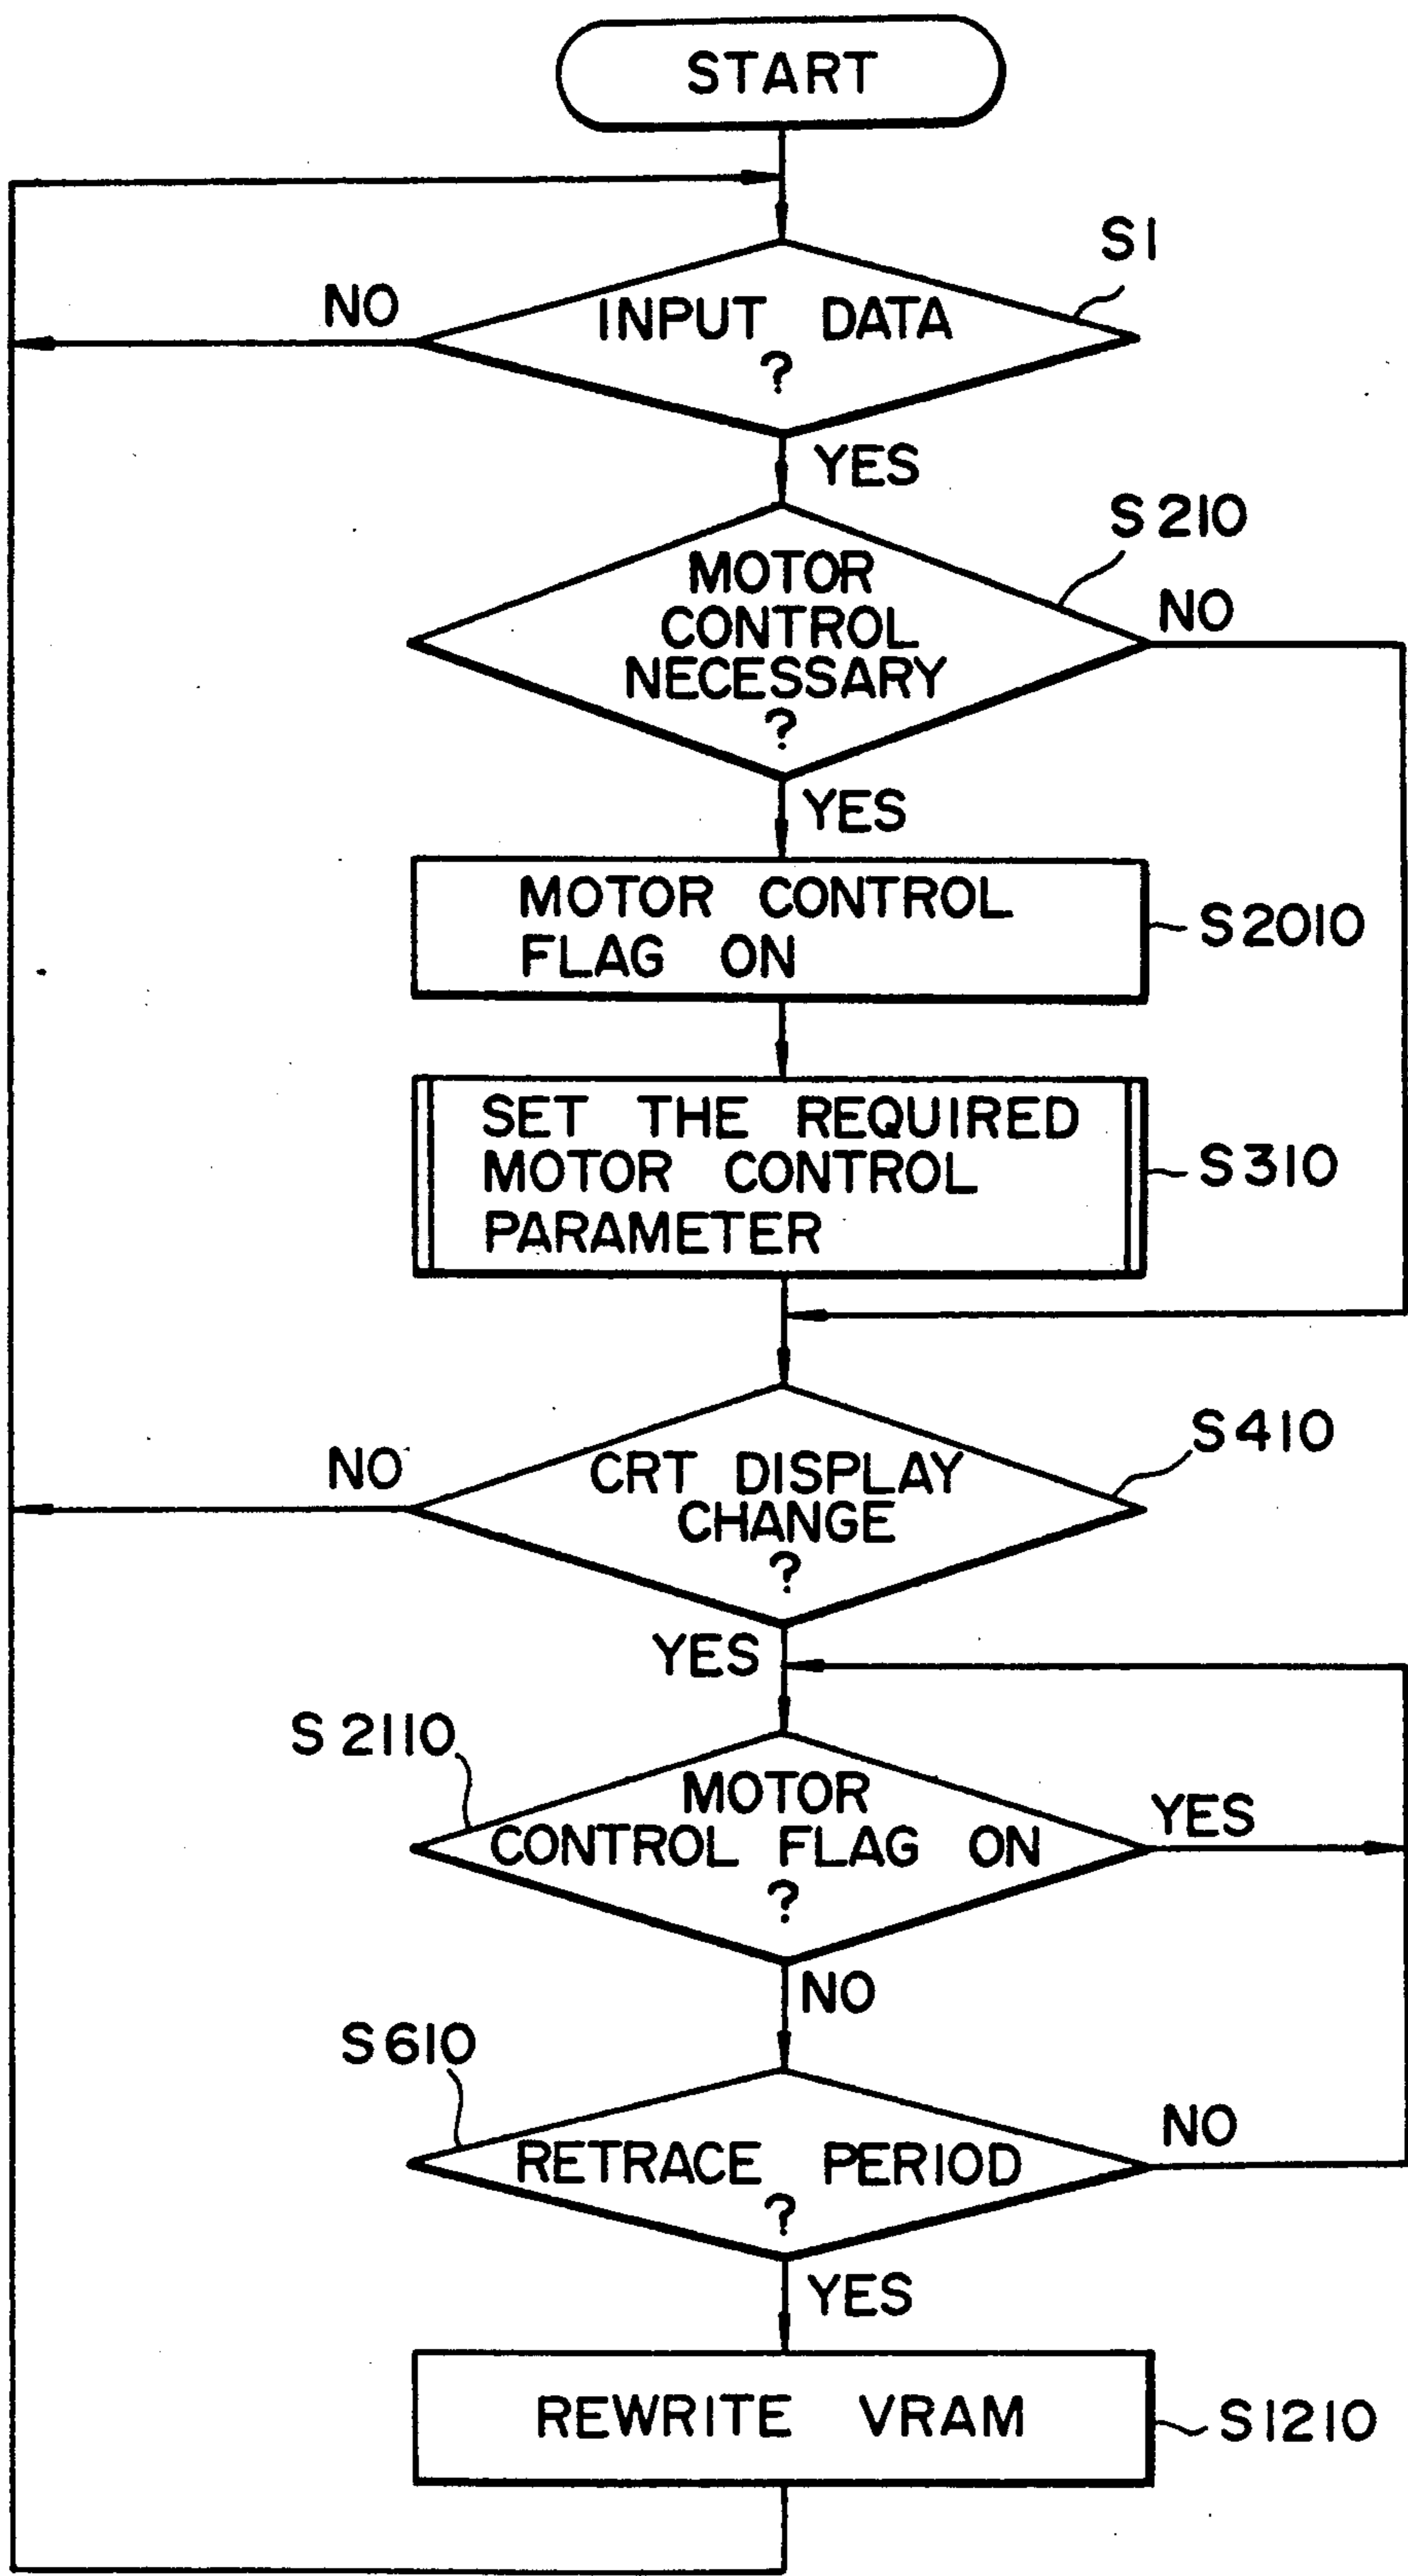 START
S1
NO
INPUT DATA
?
YES
S210
MOTOR
CONTROL
NECESSARY
?
NO
YES
MOTOR CONTROL
FLAG ON
S2010
SET THE REQUIRED
MOTOR CONTROL
PARAMETER
S310
S410
NO
CRT DISPLAY
CHANGE
?
YES
S2110
MOTOR
CONTROL FLAG ON
?
YES
NO
S610
RETRACE PERIOD
?
NO
YES
REWRITE VRAM
S1210